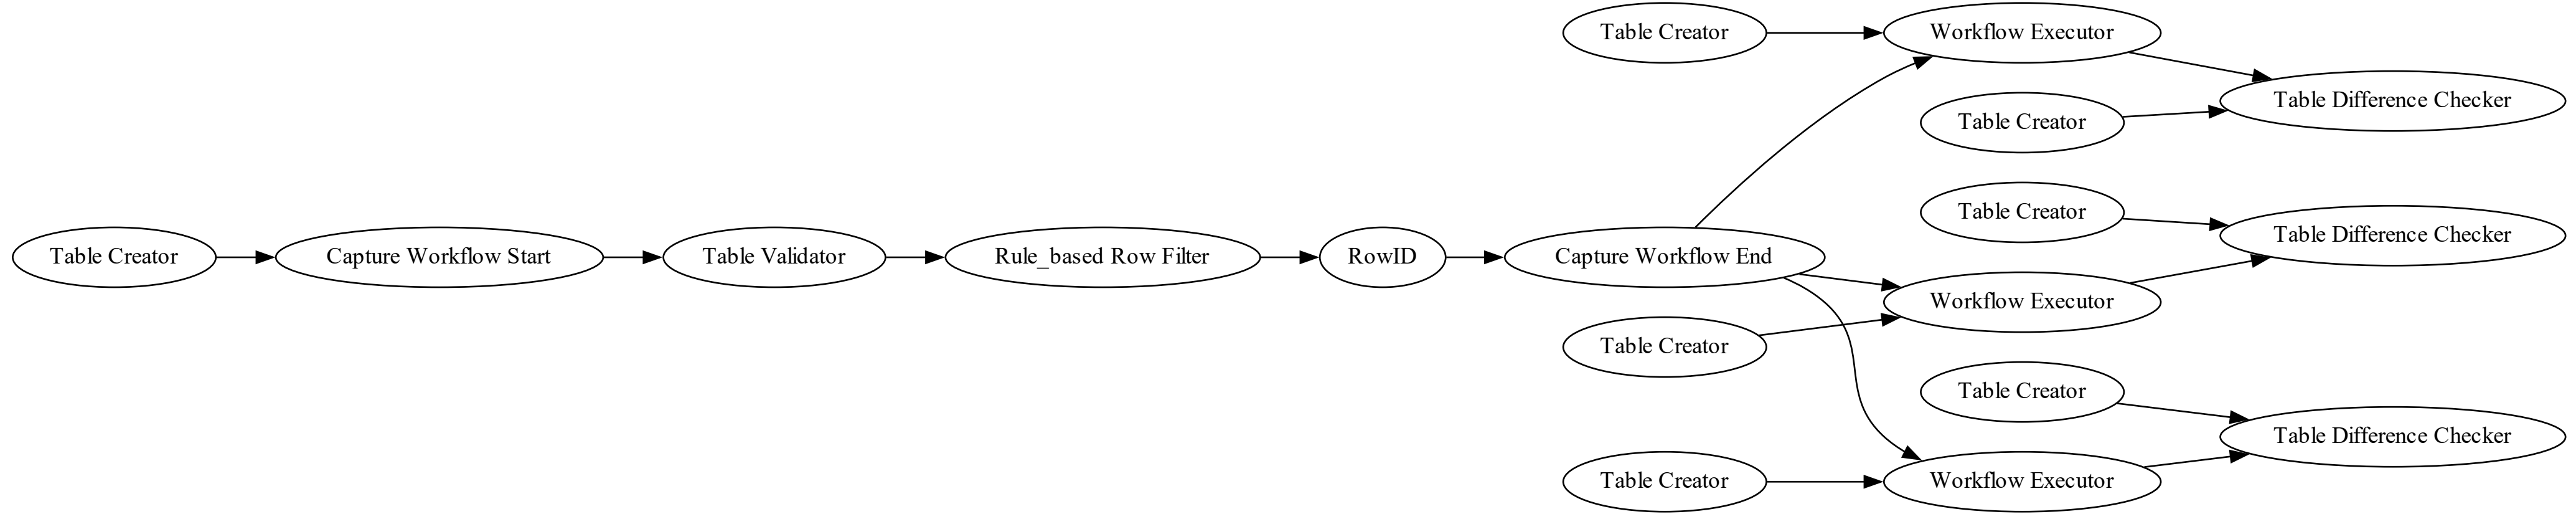 Table Creator
Workflow Executor
Table Difference Checker
Table Creator
Table Creator
Table Difference Checker
Table Creator
Capture Workflow Start
Table Validator
Rule_based Row Filter
RowID
Capture Workflow End
Workflow Executor
Table Creator
Table Creator
Table Difference Checker
Table Creator
Workflow Executor